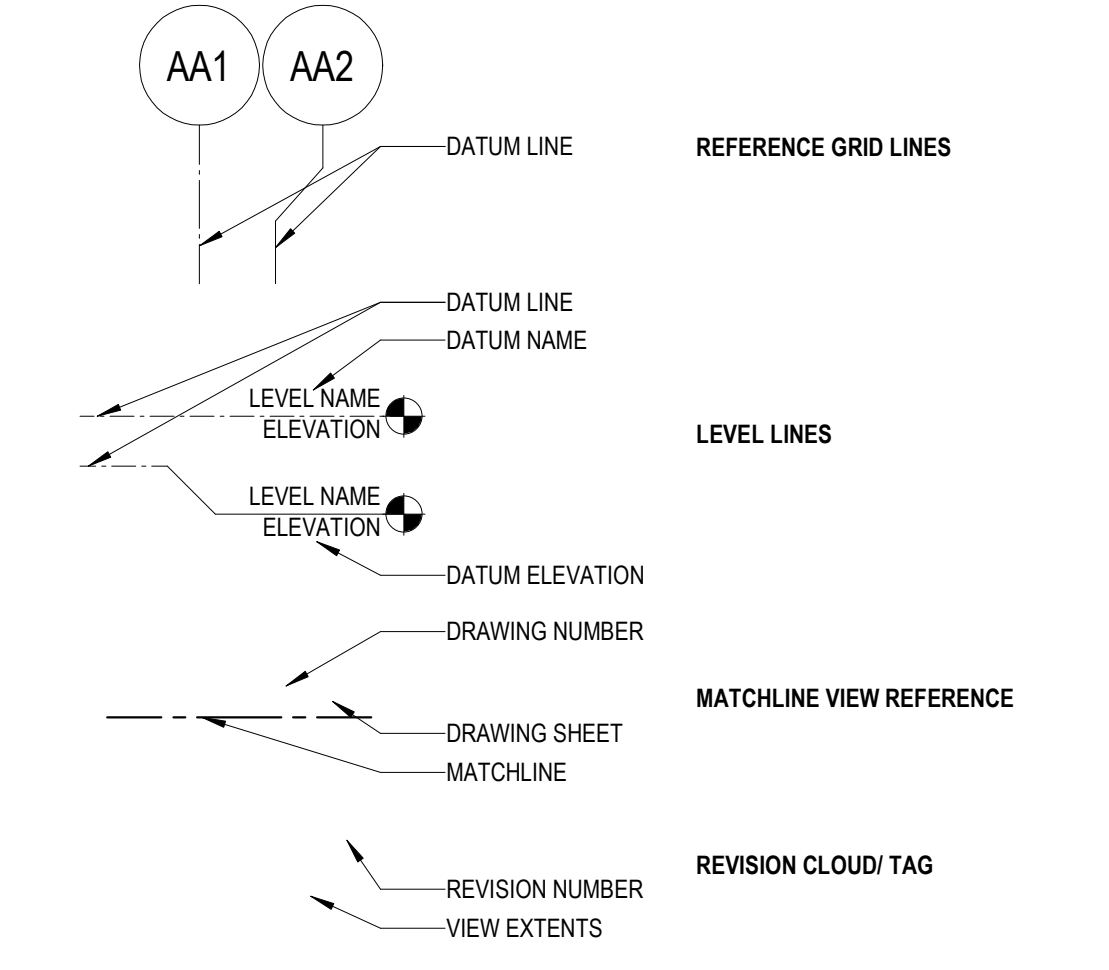 AA1 AA2
DATUM LINE
REFERENCE GRID LINES
DATUM LINE
DATUM NAME
LEVEL NAME
ELEVATION
LEVEL LINES
LEVEL NAME
ELEVATION
DATUM ELEVATION
DRAWING NUMBER
MATCHLINE VIEW REFERENCE
DRAWING SHEET
MATCHLINE
REVISION CLOUD/ TAG
REVISION NUMBER
VIEW EXTENTS